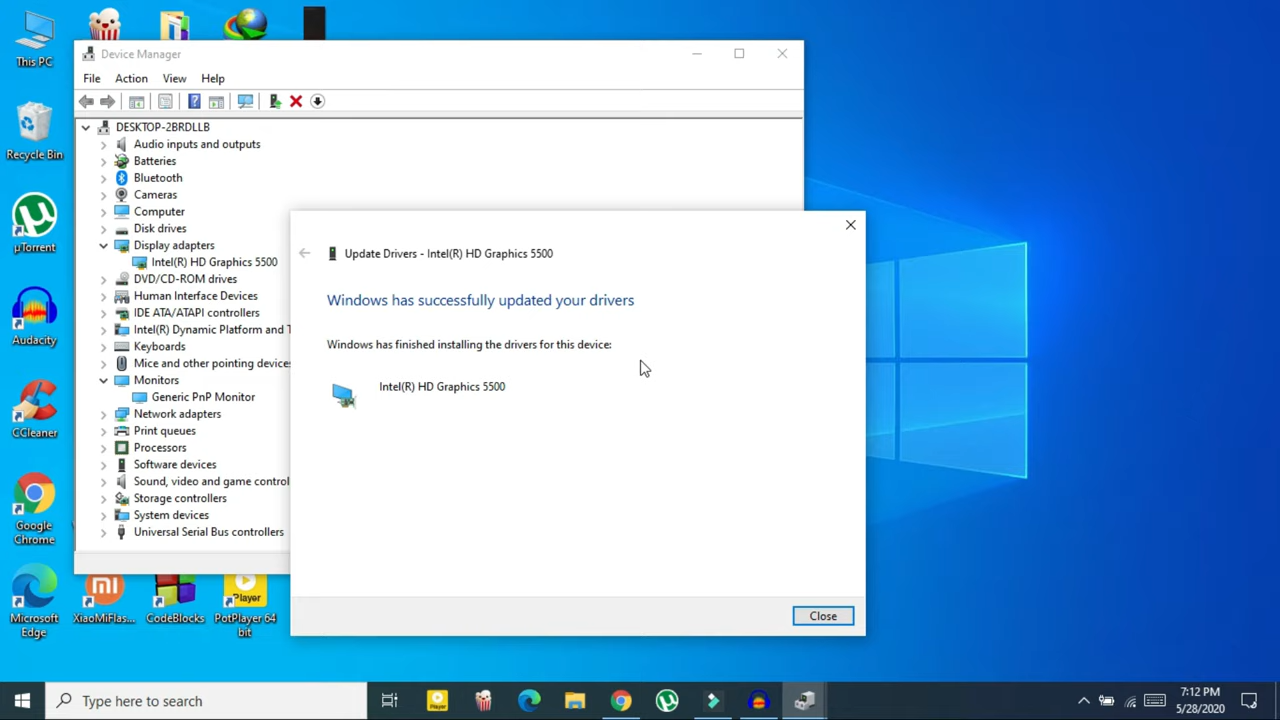 This PC
Recycle Bin
µTorrent
Audacity
CCleaner
Google
Chrome
Microsoft
Edge
XiaoMiFlas...
CodeBlocks
PotPlayer 64
bit
Player
Device Manager
File Action View Help
DESKTOP-2BRDLLB
Audio inputs and outputs
Batteries
Bluetooth
Cameras
Computer
Disk drives
Display adapters
Intel(R) HD Graphics 5500
DVD/CD-ROM drives
Human Interface Devices
IDE ATA/ATAPI controllers
Intel(R) Dynamic Platform and T
Keyboards
Mice and other pointing devices
Monitors
Generic PnP Monitor
Network adapters
Print queues
Processors
Software devices
Sound, video and game control
Storage controllers
System devices
Universal Serial Bus controllers
Update Drivers - Intel(R) HD Graphics 5500
Windows has successfully updated your drivers
Windows has finished installing the drivers for this device:
Intel(R) HD Graphics 5500
Close
Type here to search
Player
7:12 PM
5/28/2020